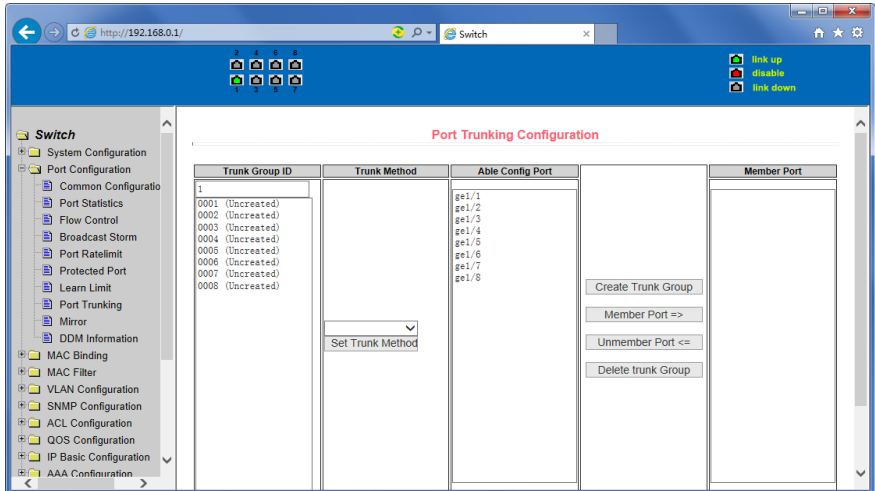 http://192.168.0.1/
Switch
2 4 6 8
1 3 5 7
link up
disable
link down
Switch
System Configuration
Port Configuration
Common Configuratio
Port Statistics
Flow Control
Broadcast Storm
Port Ratelimit
Protected Port
Learn Limit
Port Trunking
Mirror
DDM Information
MAC Binding
MAC Filter
VLAN Configuration
SNMP Configuration
ACL Configuration
QOS Configuration
IP Basic Configuration
AAA Configuration
Port Trunking Configuration
Trunk Group ID
1
0001 (Uncreated)
0002 (Uncreated)
0003 (Uncreated)
0004 (Uncreated)
0005 (Uncreated)
0006 (Uncreated)
0007 (Uncreated)
0008 (Uncreated)
Trunk Method
Set Trunk Method
Able Config Port
ge1/1
ge1/2
ge1/3
ge1/4
ge1/5
ge1/6
ge1/7
ge1/8
Create Trunk Group
Member Port =>
Unmember Port <=
Delete trunk Group
Member Port